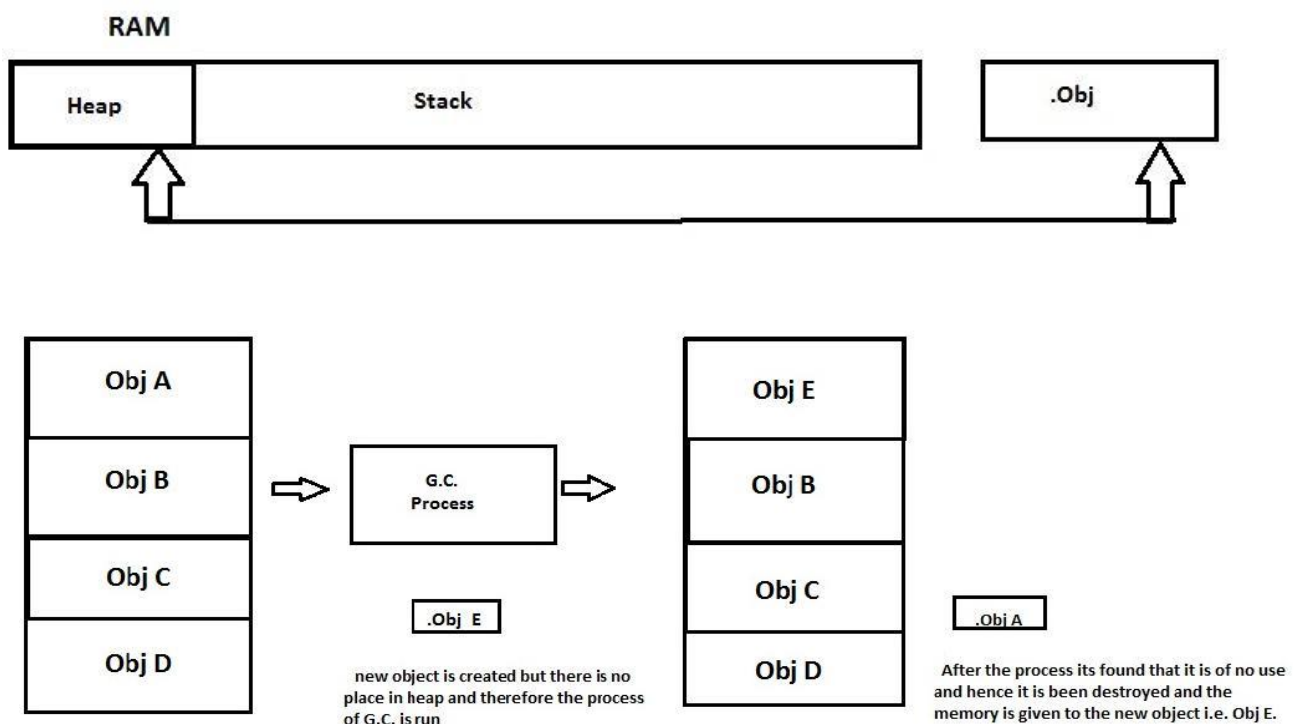 RAM
Heap
Stack
.Obj
Obj A
Obj B
Obj C
Obj D
G.C.
Process
.Obj E
new object is created but there is no
place in heap and therefore the process
of G.C. is run
Obj E
Obj B
Obj C
Obj D
.Obj A
After the process its found that it is of no use
and hence it is been destroyed and the
memory is given to the new object i.e. Obj E.